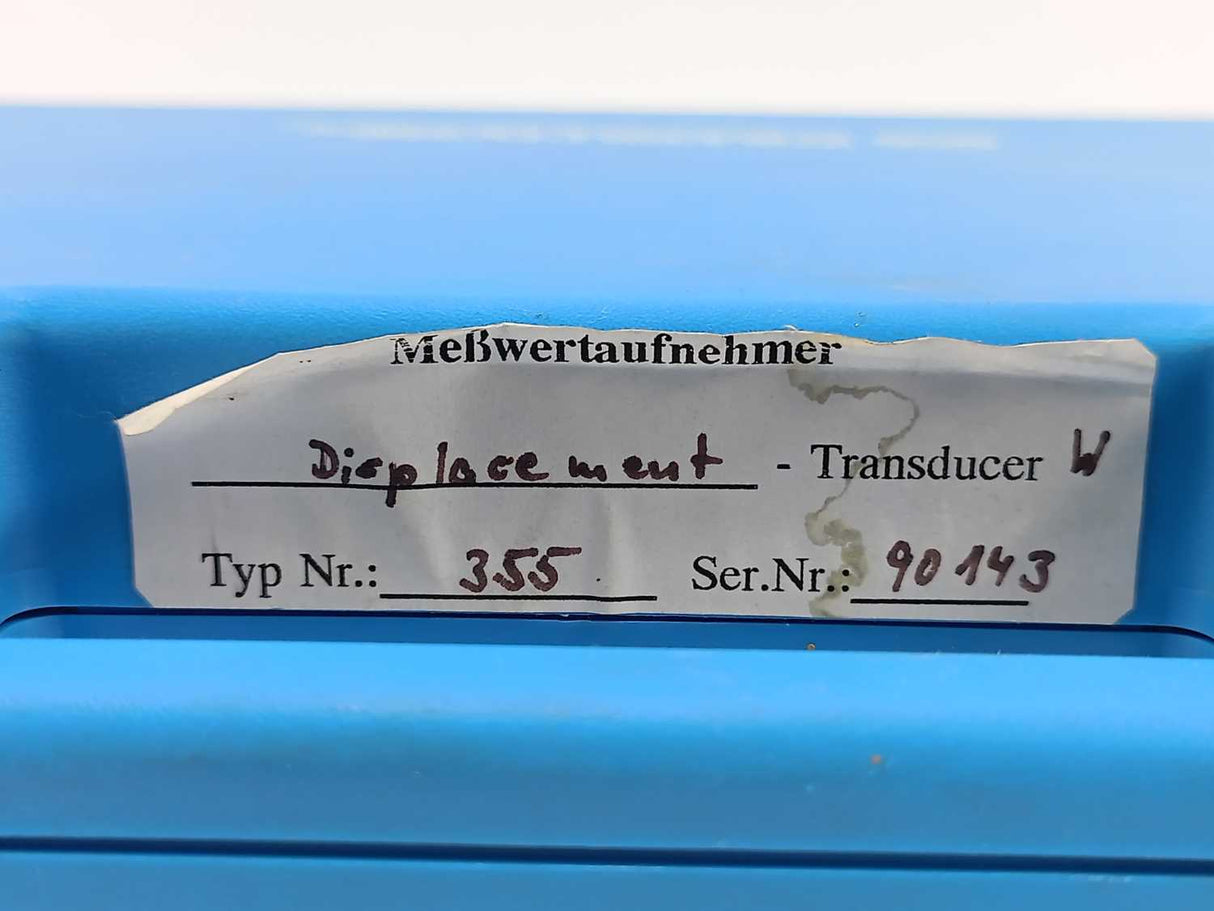 Meßwertaufnehmer
Displacement - Transducer W
Typ Nr.: 355 Ser.Nr.: 90143